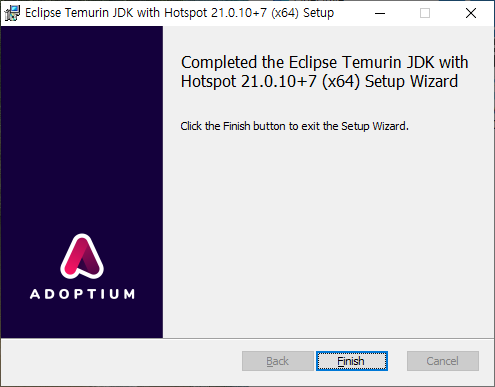 Eclipse Temurin JDK with Hotspot 21.0.10+7 (x64) Setup
Completed the Eclipse Temurin JDK with
Hotspot 21.0.10+7 (x64) Setup Wizard
Click the Finish button to exit the Setup Wizard.
ADOPTIUM
Back
Finish
Cancel